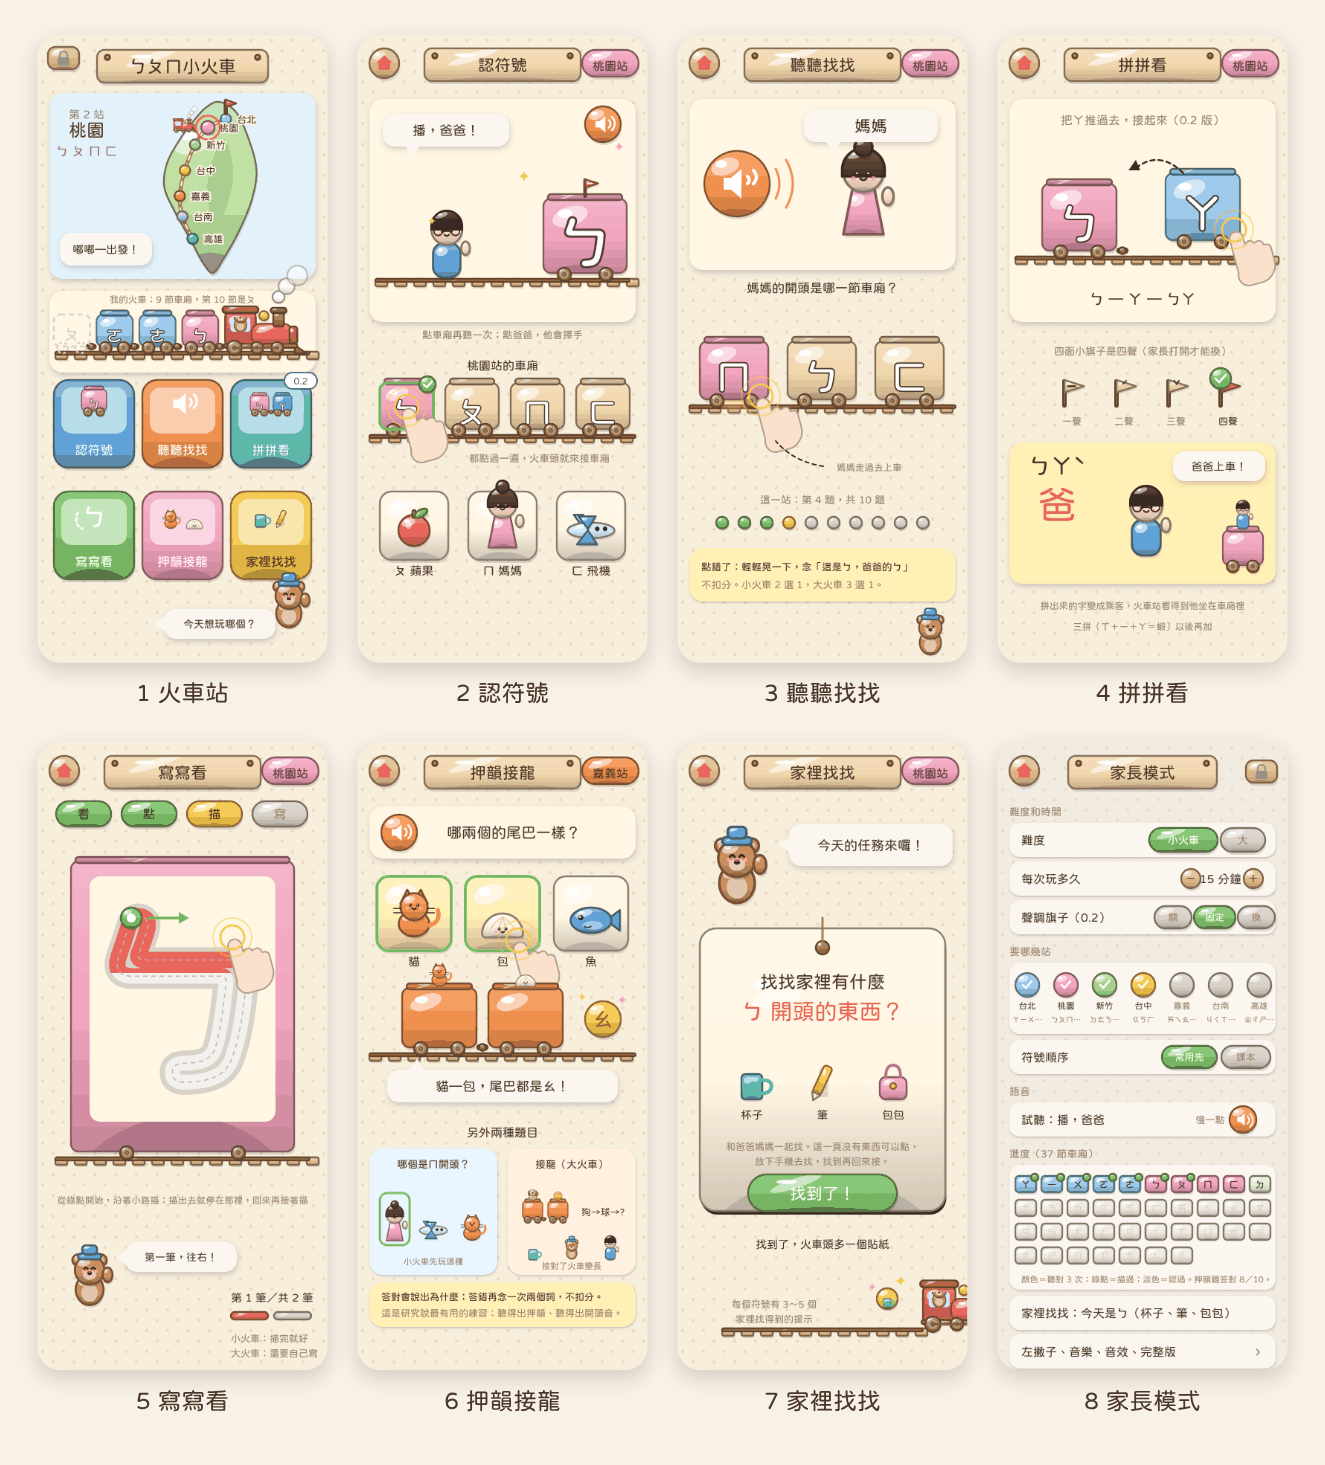 ㄅㄆㄇ小火車
第 2 站
桃園
ㄅ ㄆ ㄇ ㄈ
台北
桃園
新竹
台中
嘉義
台南
高雄
嘟嘟—出發！
我的火車：9 節車廂，第 10 節是ㄆ
ㄆ ㄛ ㄜ ㄅ
0.2
認符號
聽聽找找
拼拼看
寫寫看
押韻接龍
家裡找找
今天想玩哪個？
1 火車站
認符號
桃園站
播，爸爸！
ㄅ
點車廂再聽一次；點爸爸，他會揮手
桃園站的車廂
ㄅ ㄆ ㄇ ㄈ
都點過一遍，火車頭就來接車廂
ㄆ 蘋果
ㄇ 媽媽
ㄈ 飛機
2 認符號
聽聽找找
桃園站
媽媽
媽媽的開頭是哪一節車廂？
ㄇ ㄅ ㄈ
媽媽走過去上車
這一站：第 4 題，共 10 題
點錯了：輕輕晃一下，念「這是ㄅ，爸爸的ㄅ」
不扣分。小火車 2 選 1，大火車 3 選 1。
3 聽聽找找
拼拼看
桃園站
把ㄚ推過去，接起來（0.2 版）
ㄅ ㄚ
ㄅ — ㄚ — ㄅㄚ
四面小旗子是四聲（家長打開才能換）
一聲
二聲
三聲
四聲
ㄅㄚˋ
爸
爸爸上車！
拼出來的字變成乘客，火車站看得到他坐在車廂裡
三拼（ㄒ＋ㄧ＋ㄚ＝蝦）以後再加
4 拼拼看
寫寫看
桃園站
看
點
描
寫
從綠點開始，沿著小路描；描出去就停在那裡，回來再接著描
第一筆，往右！
第 1 筆／共 2 筆
小火車：描完就好
大火車：還要自己寫
5 寫寫看
押韻接龍
嘉義站
哪兩個的尾巴一樣？
貓
包
魚
ㄠ
貓—包，尾巴都是ㄠ！
另外兩種題目
哪個是ㄇ開頭？
小火車先玩這種
接龍（大火車）
狗→球→?
接對了火車變長
答對會說出為什麼；答錯再念一次兩個詞，不扣分。
這是研究說最有用的練習：聽得出押韻、聽得出開頭音。
6 押韻接龍
家裡找找
桃園站
今天的任務來囉！
找找家裡有什麼
ㄅ 開頭的東西？
杯子
筆
包包
和爸爸媽媽一起找。這一頁沒有東西可以點，
放下手機去找，找到再回來按。
找到了！
找到了，火車頭多一個貼紙
每個符號有 3～5 個
家裡找得到的提示
7 家裡找找
家長模式
難度和時間
難度
小火車
大
每次玩多久
− 15 分鐘 +
聲調旗子（0.2）
關
固定
換
要哪幾站
台北
桃園
新竹
台中
嘉義
台南
高雄
符號順序
常用先
課本
語音
試聽：播，爸爸
慢一點
進度（37 節車廂）
ㄚ ㄧ ㄨ ㄛ ㄜ ㄅ ㄆ ㄇ ㄈ ㄉ
顏色＝聽對 3 次；綠點＝描過；淡色＝認過。押韻題答對 8／10。
家裡找找：今天是ㄅ（杯子、筆、包包）
左撇子、音樂、音效、完整版
8 家長模式